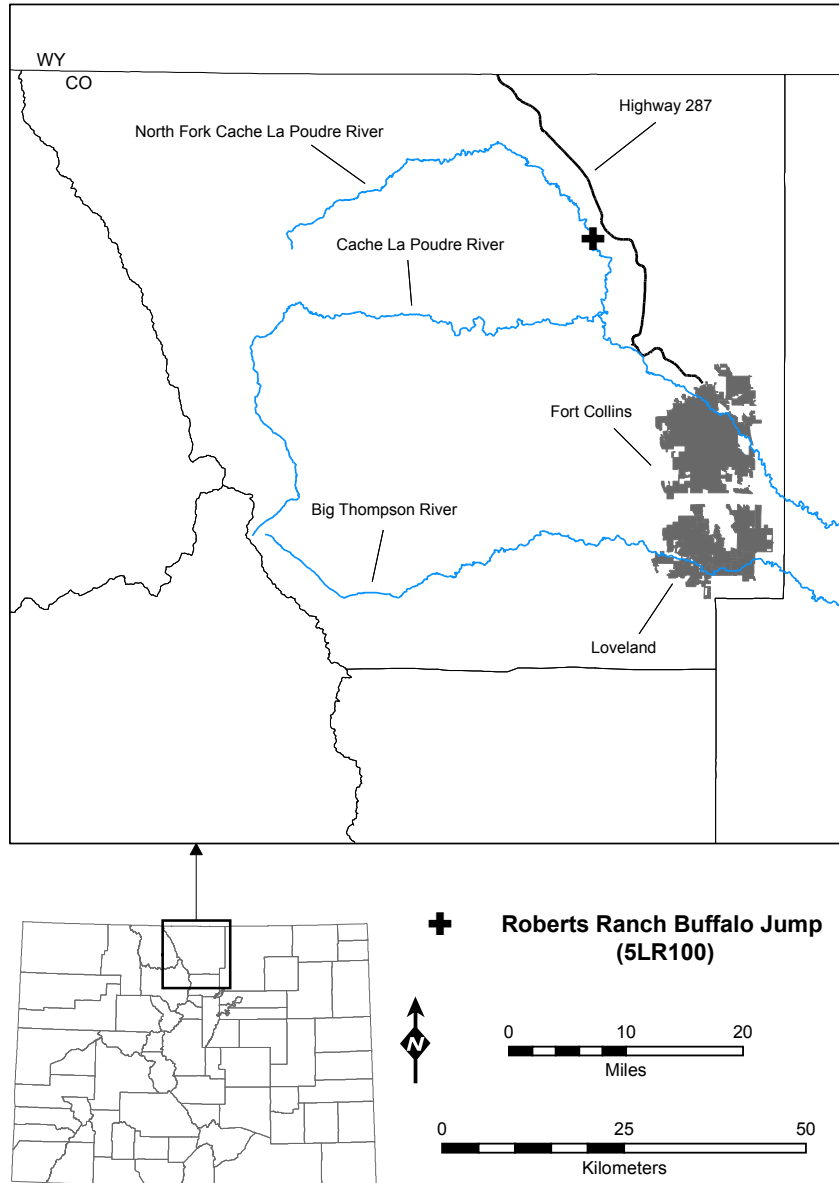 WY
CO
Highway 287
North Fork Cache La Poudre River
Cache La Poudre River
Fort Collins
Big Thompson River
Loveland
Roberts Ranch Buffalo Jump
(5LR100)
N
0 10 20
Miles
0 25 50
Kilometers